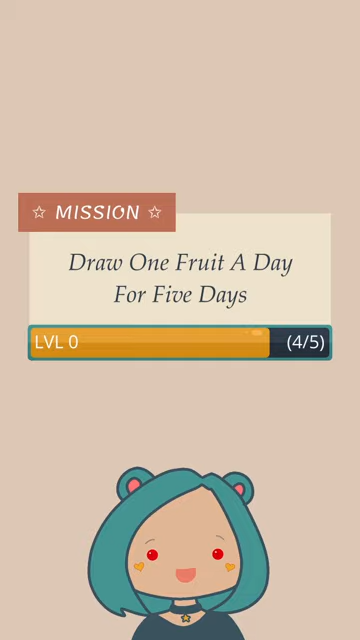 ☆ MISSION ☆
Draw One Fruit A Day
For Five Days
LVL 0 (4/5)